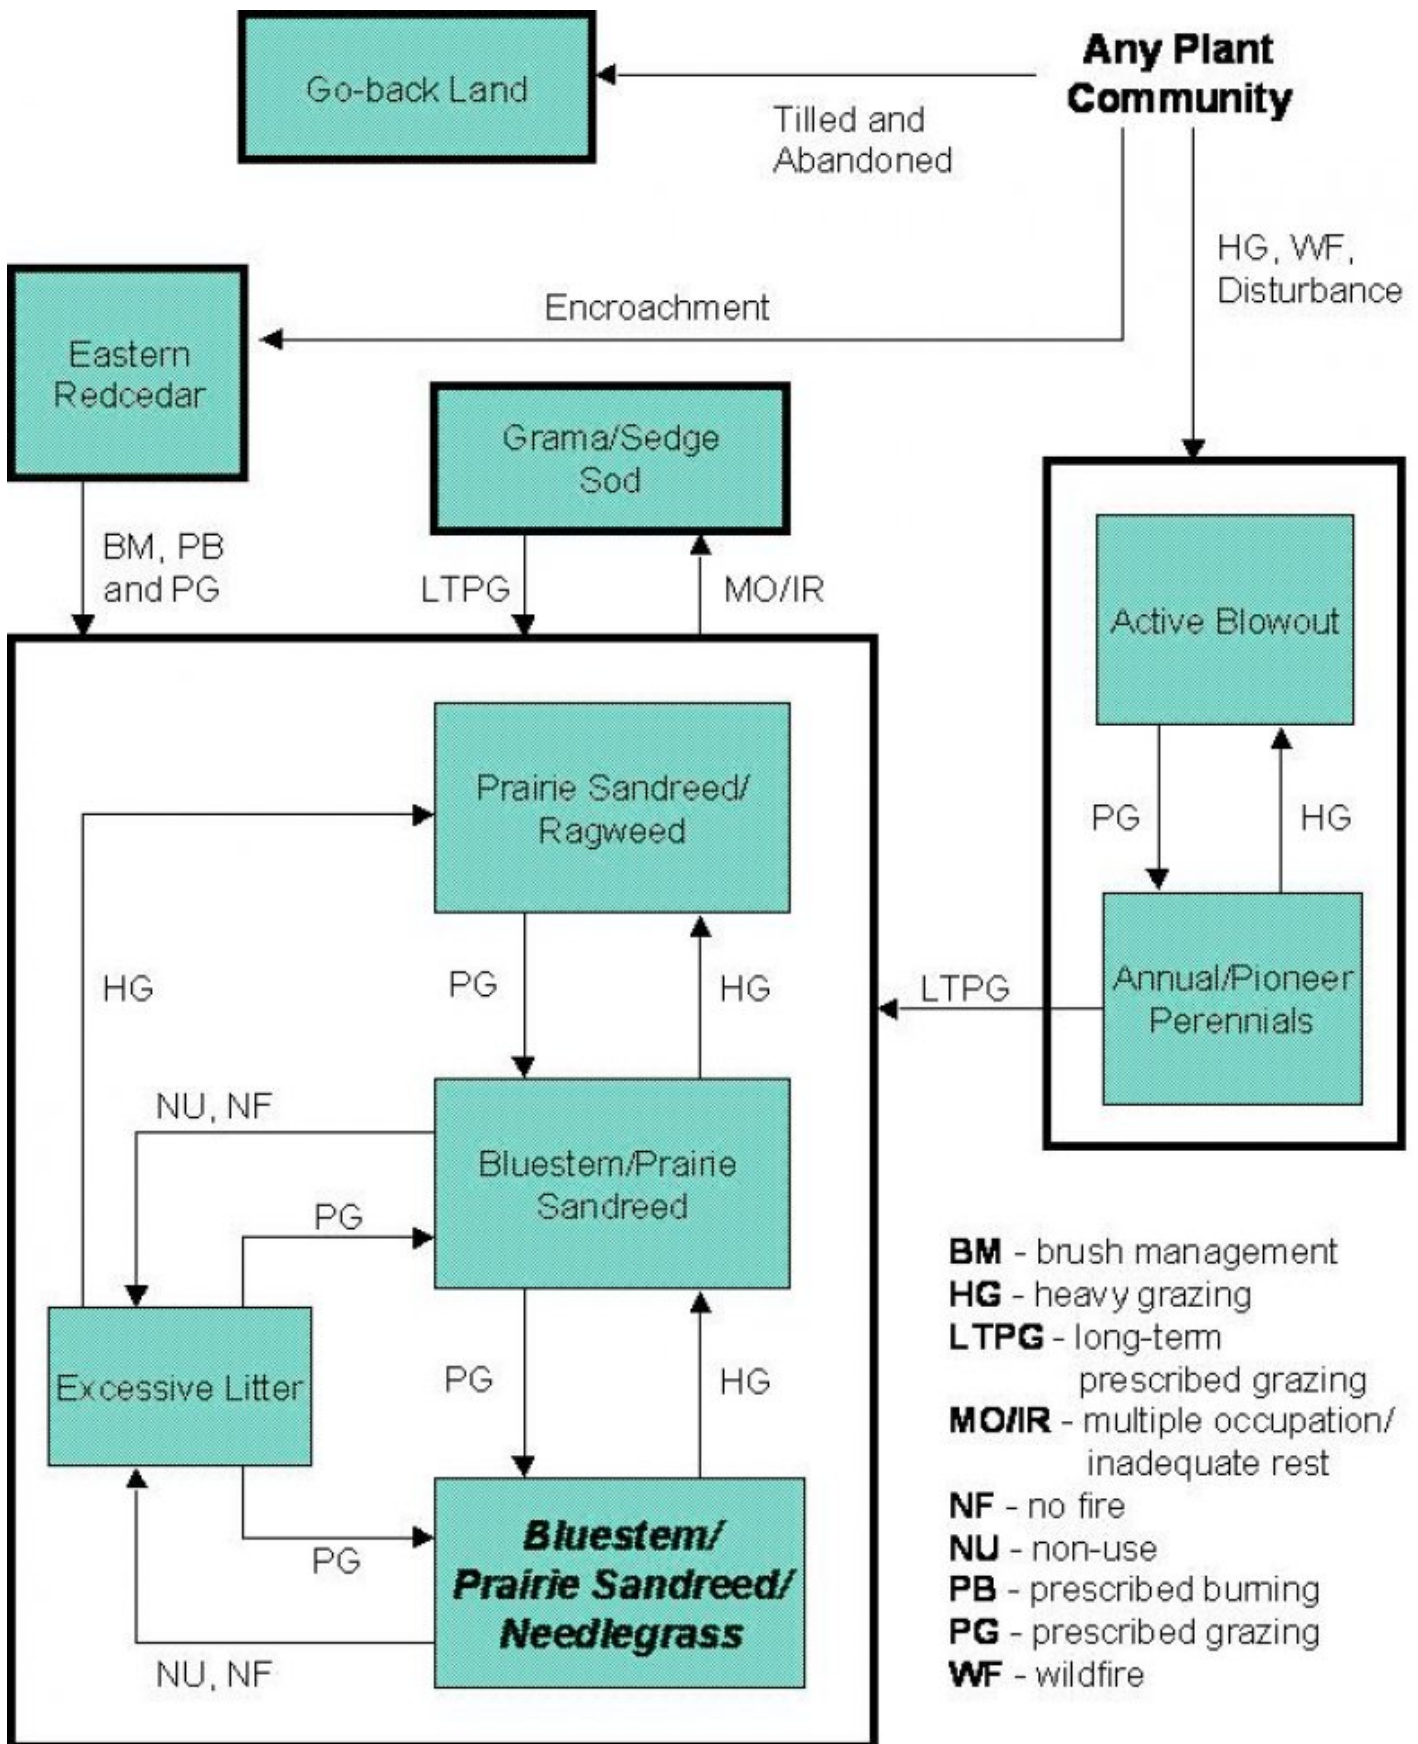 Any Plant
Community
Go-back Land
Tilled and
Abandoned
HG, WF,
Disturbance
Encroachment
Eastern
Redcedar
Grama/Sedge
Sod
BM, PB
and PG
LTPG
MO/IR
Active Blowout
Prairie Sandreed/
Ragweed
PG
HG
HG
PG
HG
LTPG
Annual/Pioneer
Perennials
NU, NF
Bluestem/Prairie
Sandreed
PG
Excessive Litter
PG
HG
PG
Bluestem/
Prairie Sandreed/
Needlegrass
NU, NF
BM - brush management
HG - heavy grazing
LTPG - long-term
prescribed grazing
MO/IR - multiple occupation/
inadequate rest
NF - no fire
NU - non-use
PB - prescribed burning
PG - prescribed grazing
WF - wildfire